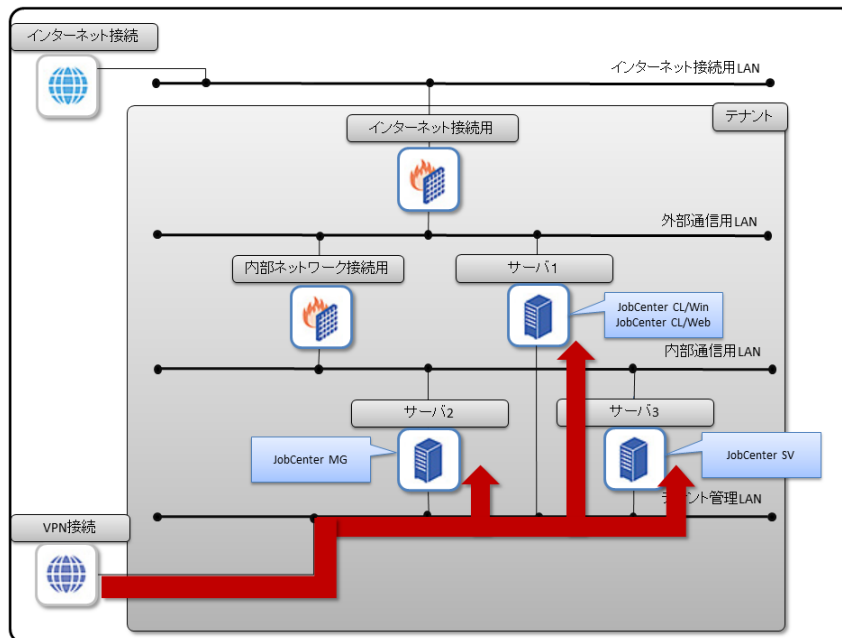 インターネット接続
インターネット接続用LAN
テナント
インターネット接続用
外部通信用LAN
内部ネットワーク接続用
サーバ1
JobCenter CL/Win
JobCenter CL/Web
内部通信用LAN
サーバ2
サーバ3
JobCenter MG
JobCenter SV
テナント管理LAN
VPN接続